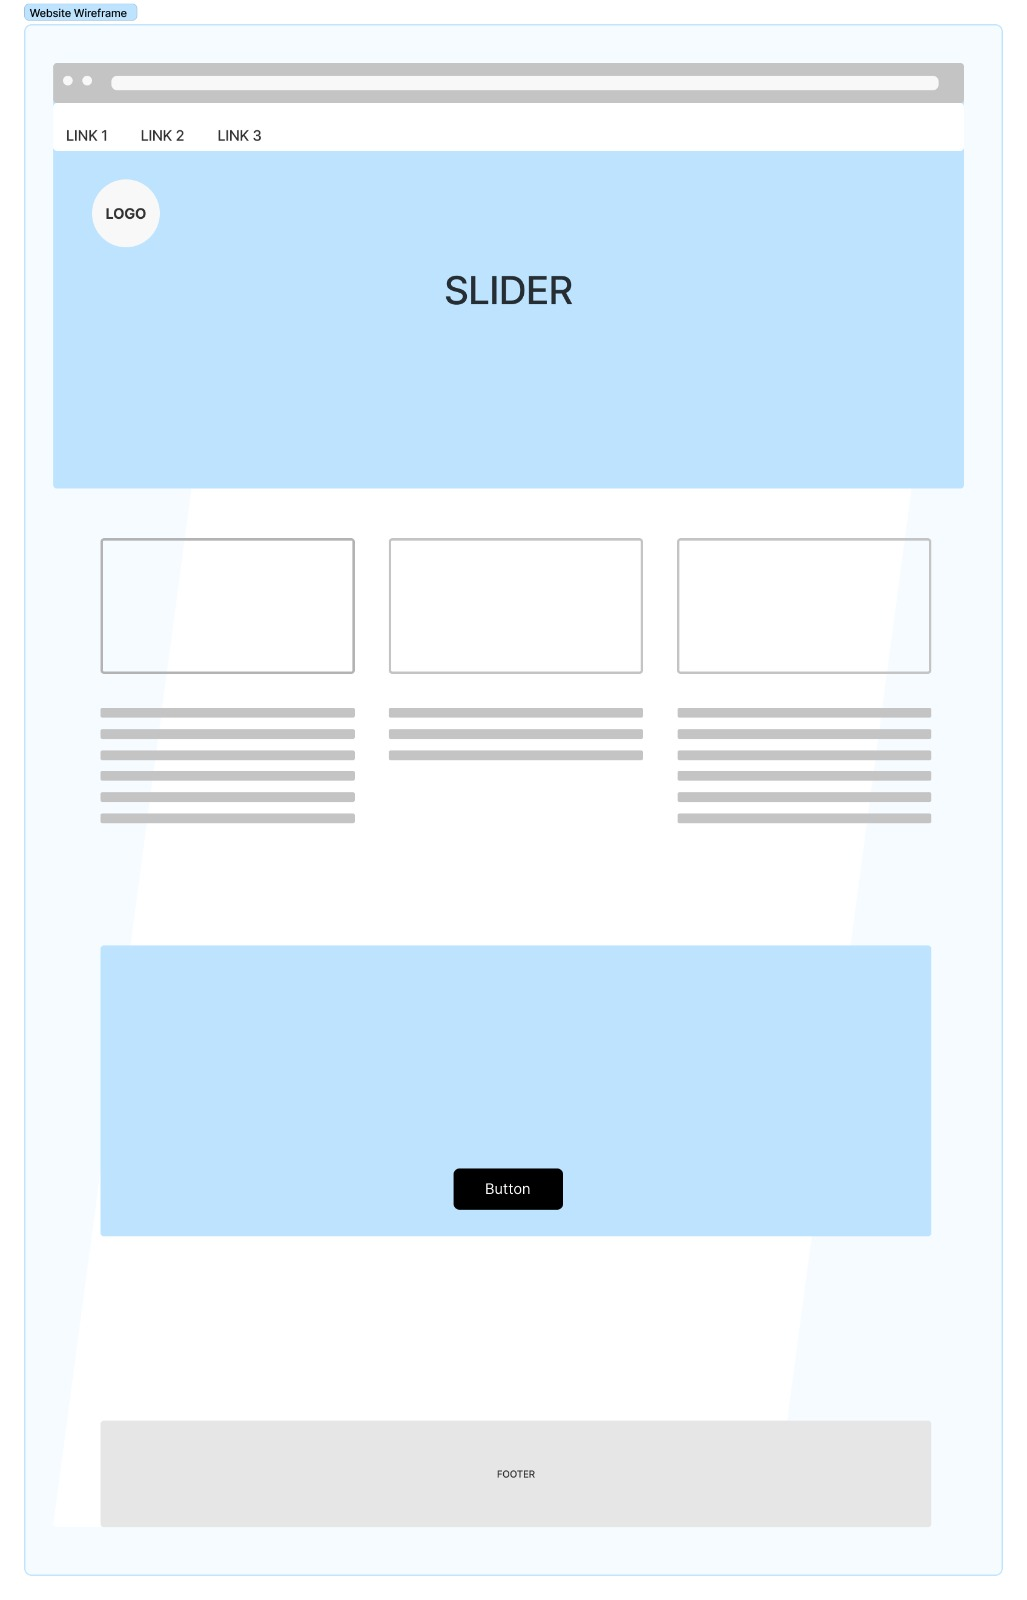 Website Wireframe
LINK 1 LINK 2 LINK 3
LOGO
SLIDER
Button
FOOTER